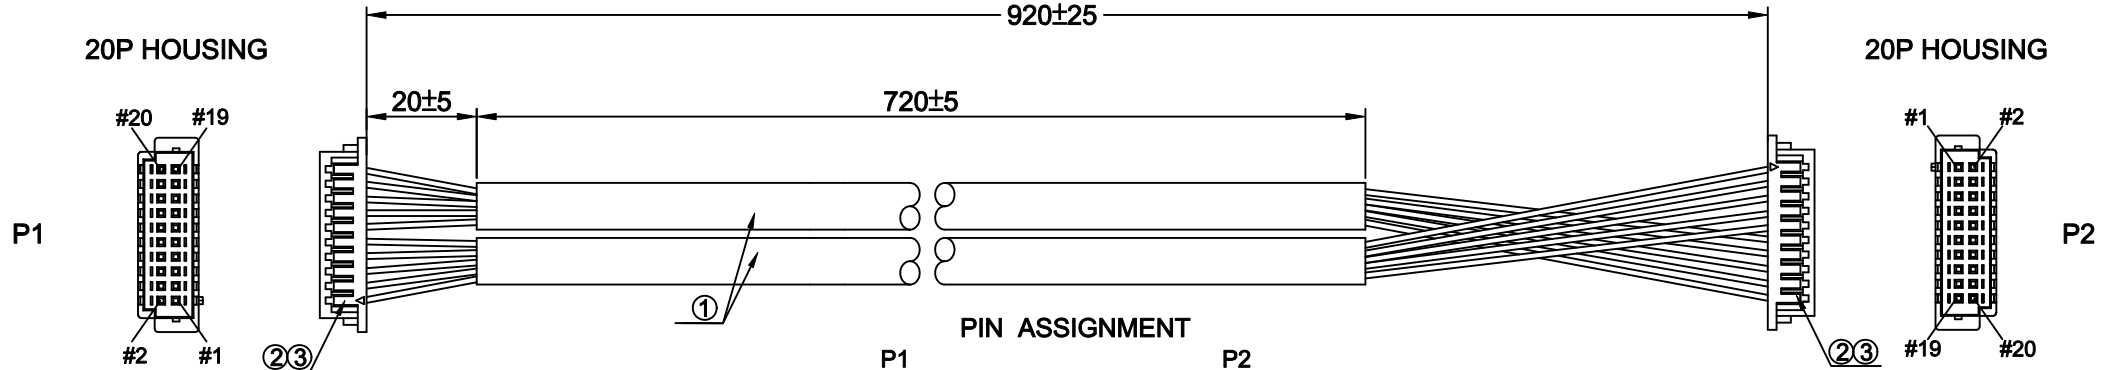 920±25
20P HOUSING
20P HOUSING
20±5
720±5
#20
#19
#1
#2
P1
P2
①
PIN ASSIGNMENT
#2
#1
②③
P1
P2
②③
#19
#20